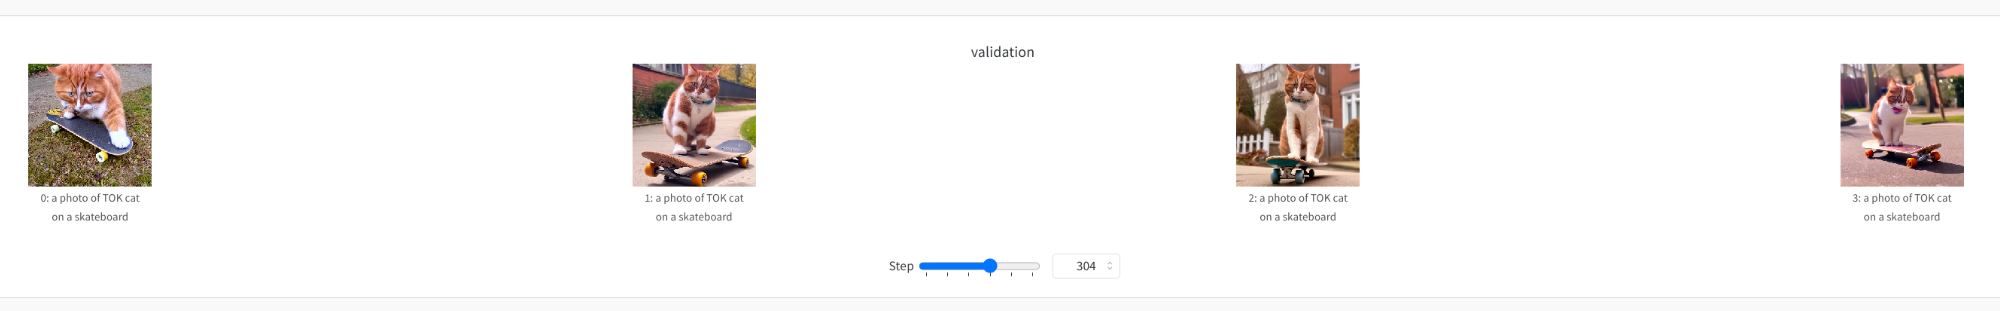 validation
0: a photo of TOK cat
on a skateboard
1: a photo of TOK cat
on a skateboard
2: a photo of TOK cat
on a skateboard
3: a photo of TOK cat
on a skateboard
Step 304